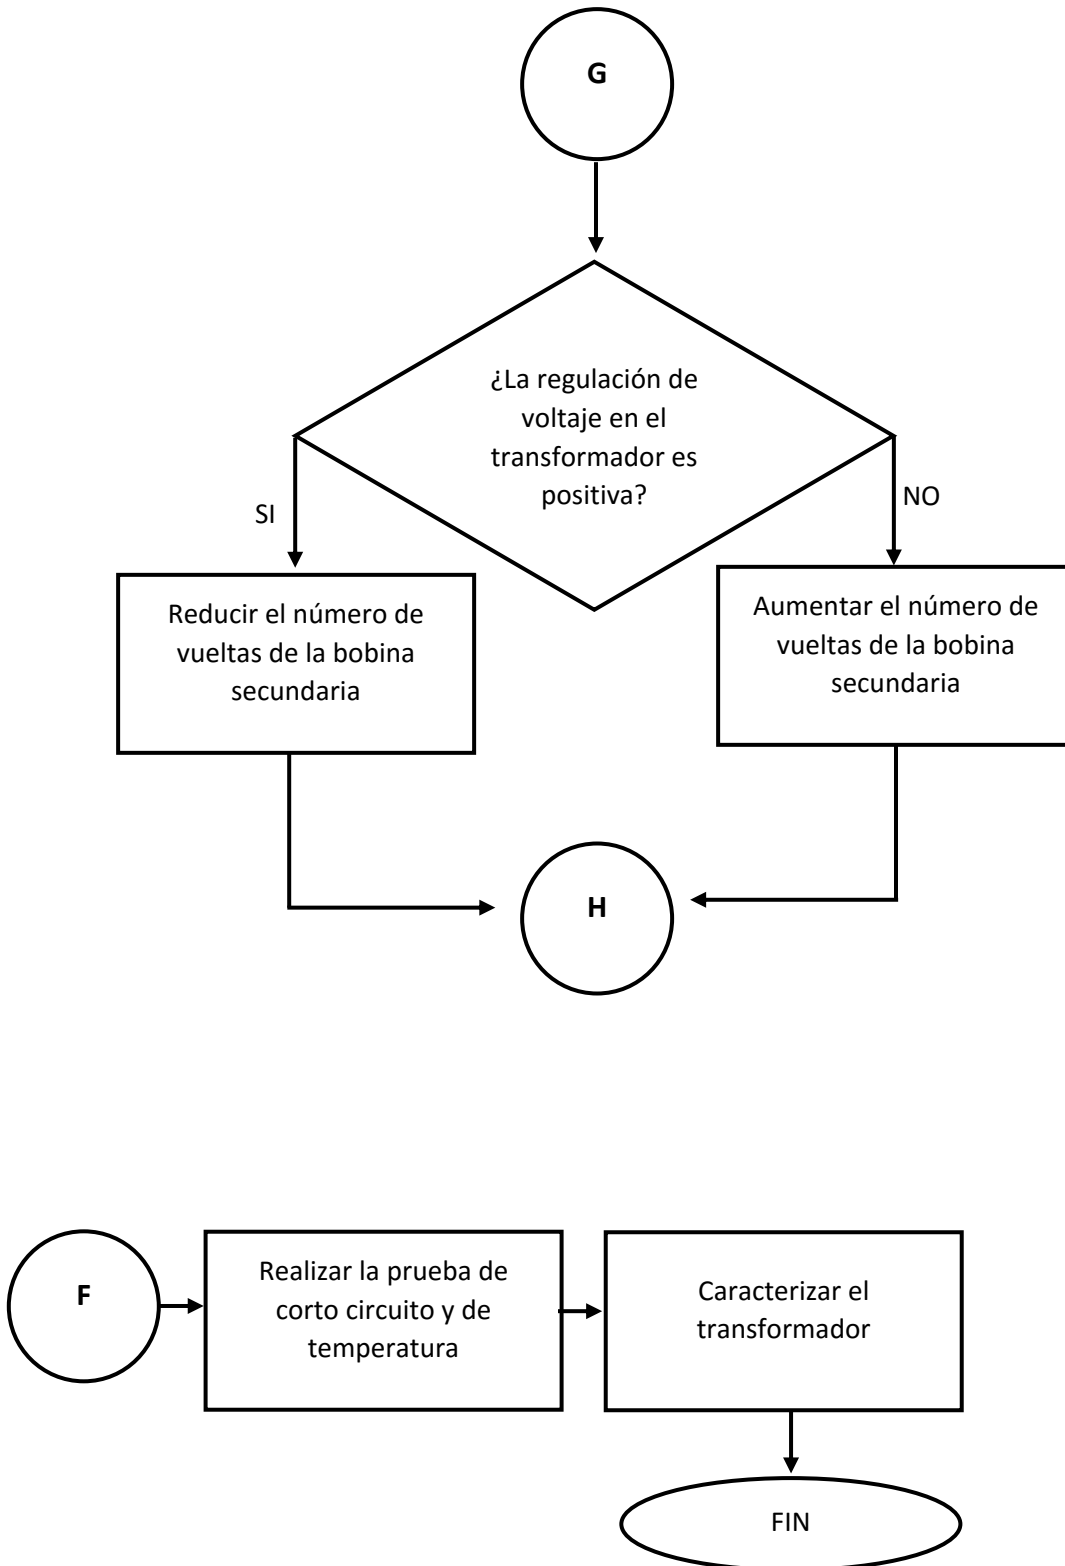 G
¿La regulación de
voltaje en el
transformador es
positiva?
SI
NO
Reducir el número de
vueltas de la bobina
secundaria
Aumentar el número de
vueltas de la bobina
secundaria
H
F
Realizar la prueba de
corto circuito y de
temperatura
Caracterizar el
transformador
FIN